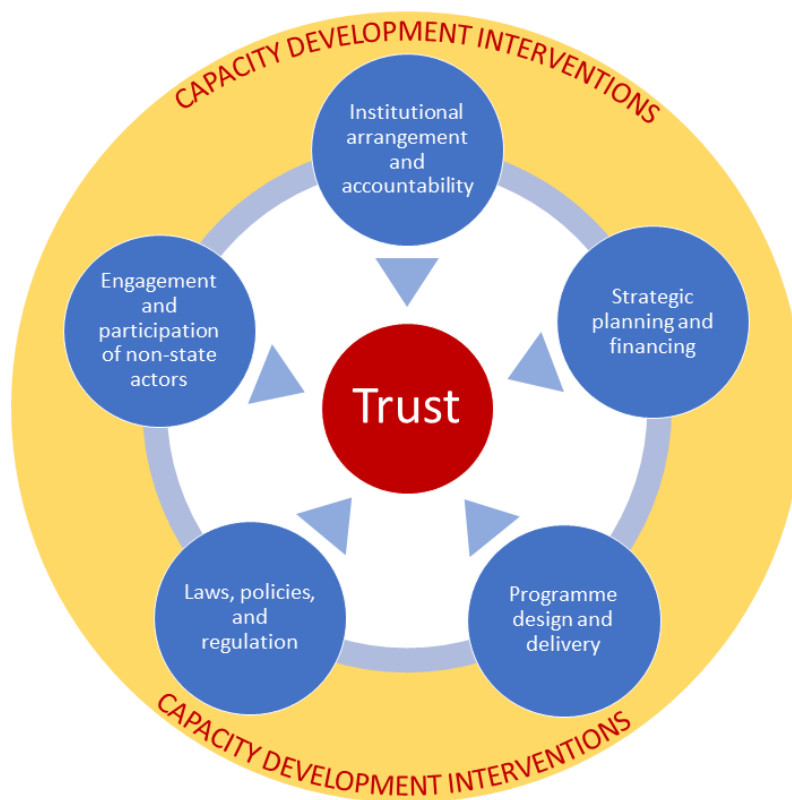 CAPACITY DEVELOPMENT INTERVENTIONS
Institutional
arrangement
and
accountability
Engagement
and
participation
of non-state
actors
Strategic
planning and
financing
Trust
Laws, policies,
and
regulation
Programme
design and
delivery
CAPACITY DEVELOPMENT INTERVENTIONS